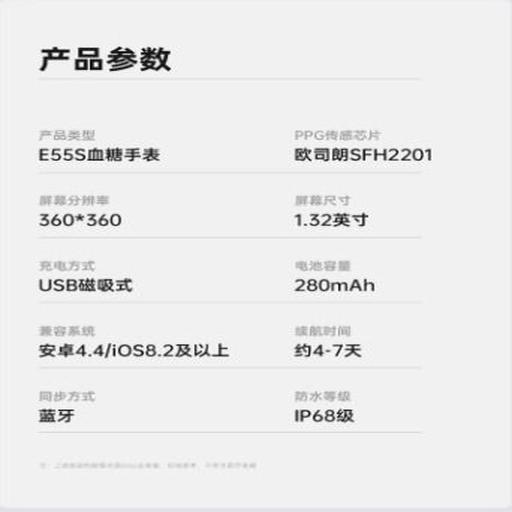 产品参数
产品类型
PPG传感芯片
E55S血糖手表
欧司朗SFH2201
屏幕分辨率
屏幕尺寸
360*360
1.32英寸
充电方式
电池容量
USB磁吸式
280mAh
兼容系统
续航时间
安卓4.4/iOS8.2及以上
约4-7天
同步方式
防水等级
蓝牙
IP68级